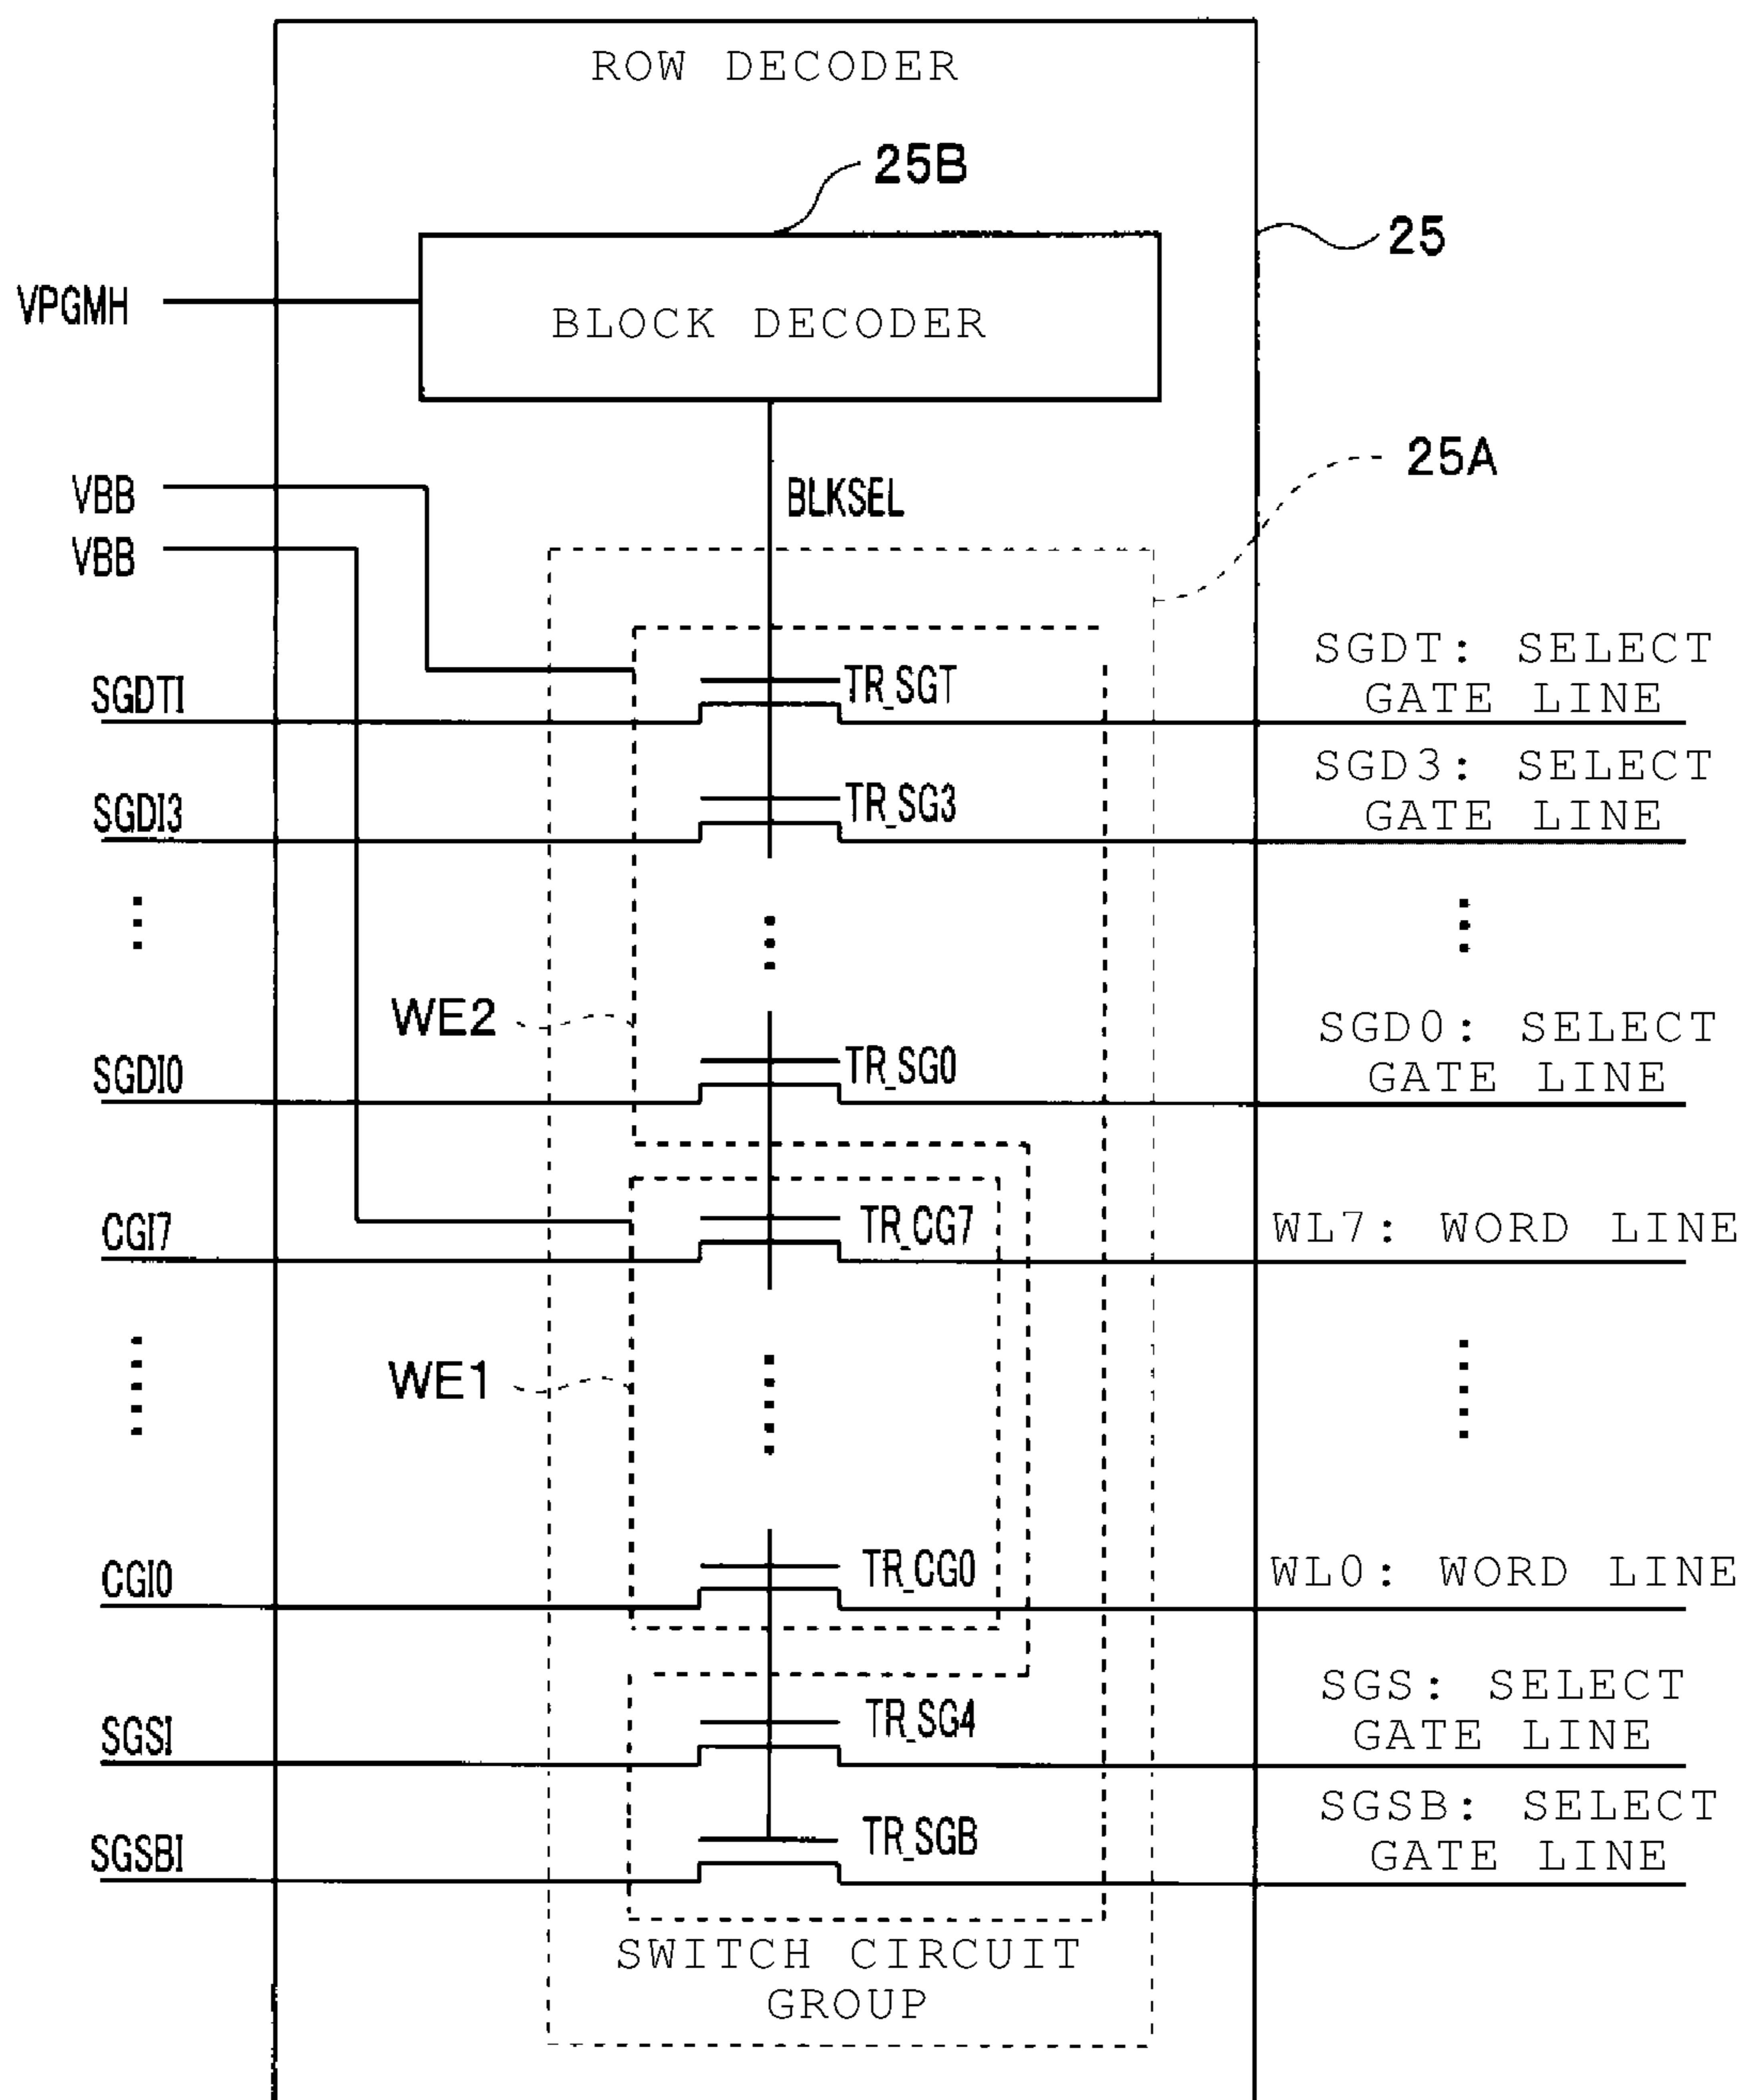 ROW DECODER
25B
25
VPGMH
BLOCK DECODER
25A
VBB
BLKSEL
VBB
SGDT: SELECT
GATE LINE
SGDTI
TR_SGT
SGD3: SELECT
GATE LINE
SGDI3
TR_SG3
WE2
SGD0: SELECT
GATE LINE
SGDI0
TR_SG0
CGI7
TR_CG7
WL7: WORD LINE
WE1
CGI0
TR_CG0
WL0: WORD LINE
SGS: SELECT
GATE LINE
SGSI
TR_SG4
SGSB: SELECT
GATE LINE
SGSBI
TR_SGB
SWITCH CIRCUIT
GROUP